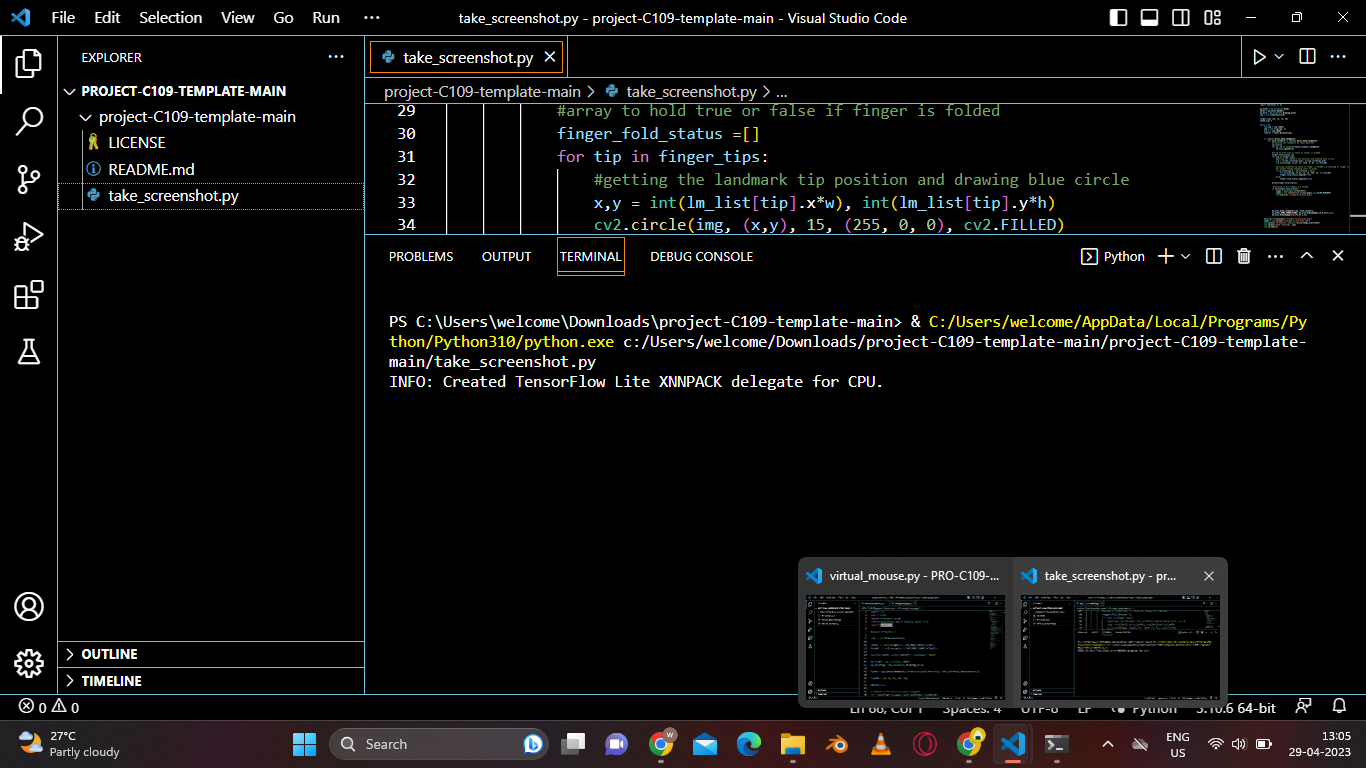 File Edit Selection View Go Run ··· take_screenshot.py - project-C109-template-main - Visual Studio Code
EXPLORER ···
PROJECT-C109-TEMPLATE-MAIN
project-C109-template-main
LICENSE
README.md
take_screenshot.py
OUTLINE
TIMELINE
take_screenshot.py
project-C109-template-main > take_screenshot.py > ...
29 #array to hold true or false if finger is folded
30 finger_fold_status =[]
31 for tip in finger_tips:
32 #getting the landmark tip position and drawing blue circle
33 x,y = int(lm_list[tip].x*w), int(lm_list[tip].y*h)
34 cv2.circle(img, (x,y), 15, (255, 0, 0), cv2.FILLED)
PROBLEMS OUTPUT TERMINAL DEBUG CONSOLE Python
PS C:\Users\welcome\Downloads\project-C109-template-main> & C:/Users/welcome/AppData/Local/Programs/Py
thon/Python310/python.exe c:/Users/welcome/Downloads/project-C109-template-main/project-C109-template-
main/take_screenshot.py
INFO: Created TensorFlow Lite XNNPACK delegate for CPU.
virtual_mouse.py - PRO-C109-... take_screenshot.py - pr...
0 0 Spaces: 4 UTF-8 LF Python 3.10.6 64-bit
27°C
Partly cloudy
Search
ENG
US
13:05
29-04-2023